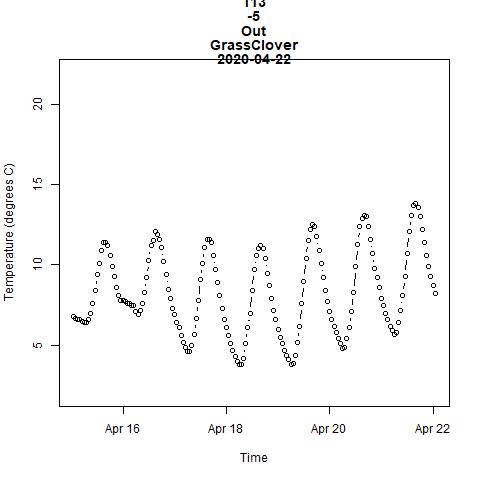 113
-5
Out
GrassClover
2020-04-22
Temperature (degrees C)
20
15
10
5
Apr 16
Apr 18
Apr 20
Apr 22
Time